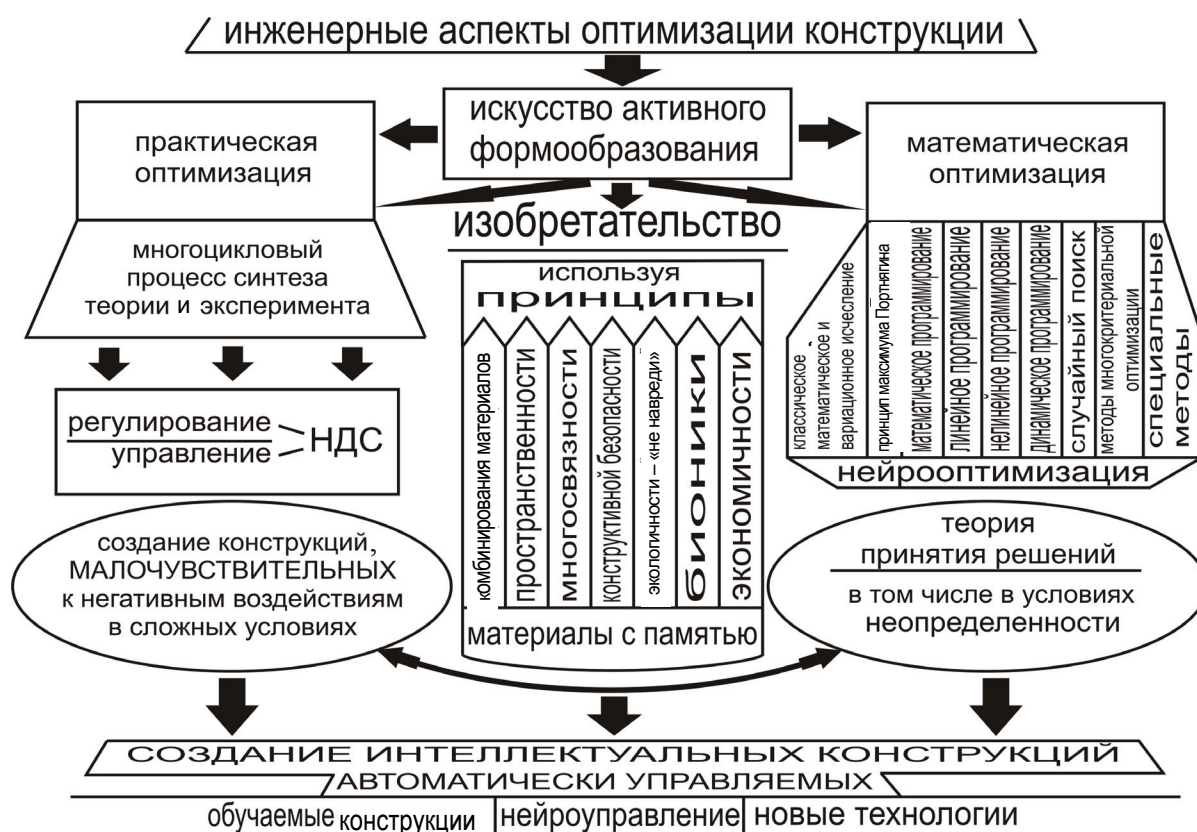 инженерные аспекты оптимизации конструкции
искусство активного
формообразования
практическая
оптимизация
математическая
оптимизация
изобретательство
многоцикловый
процесс синтеза
теории и эксперимента
используя
принципы
комбинирования материалов
пространственности
многосвязности
конструктивной безопасности
экологичности – «не навреди»
бионики
экономичности
материалы с памятью
классическое
математическое и
вариационное исчесление
принцип максимума Портнягина
математическое программирование
линейное программирование
нелинейное программирование
динамическое программирование
случайный поиск
методы многокритериальной
оптимизации
специальные
методы
нейрооптимизация
регулирование
управление
НДС
создание конструкций,
МАЛОЧУВСТВИТЕЛЬНЫХ
к негативным воздействиям
в сложных условиях
теория
принятия решений
в том числе в условиях
неопределенности
СОЗДАНИЕ ИНТЕЛЛЕКТУАЛЬНЫХ КОНСТРУКЦИЙ
АВТОМАТИЧЕСКИ УПРАВЛЯЕМЫХ
обучаемые конструкции
нейроуправление
новые технологии